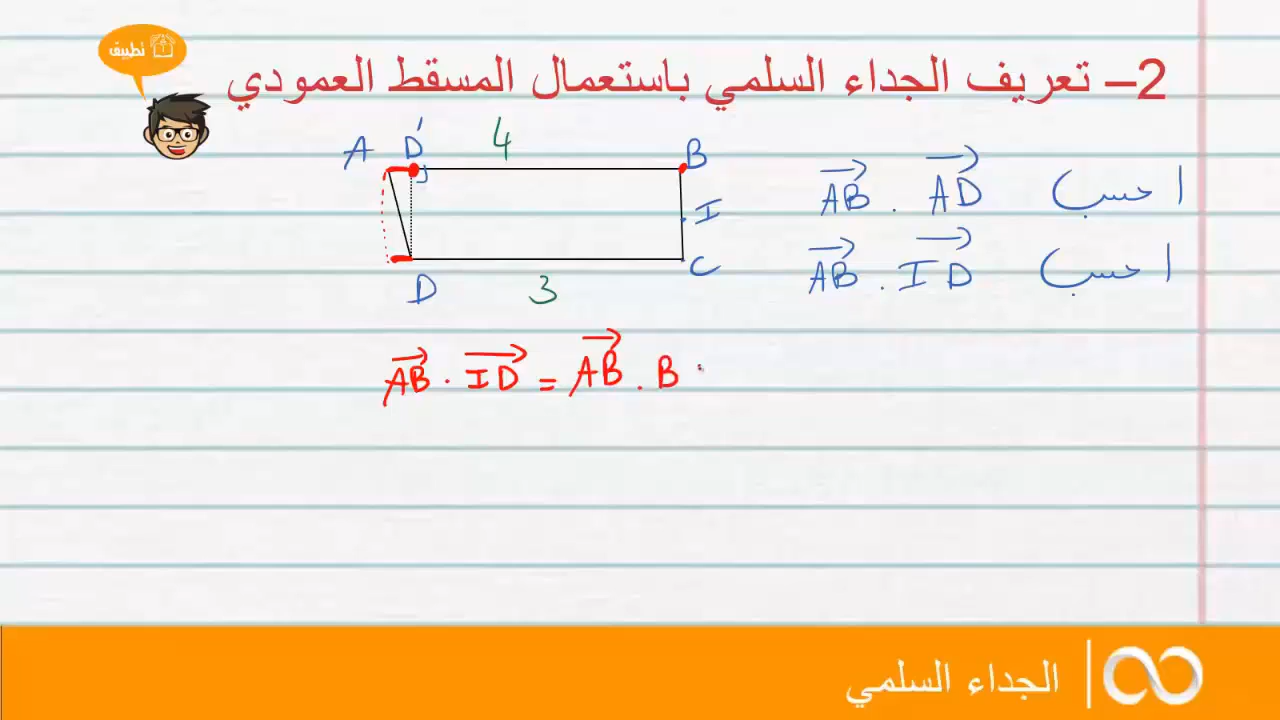 تطبيق
2– تعريف الجداء السلمي باستعمال المسقط العمودي
A D' 4 B
I
D 3 C
احسب AB . AD
احسب AB . ID
AB . ID = AB . B
الجداء السلمي